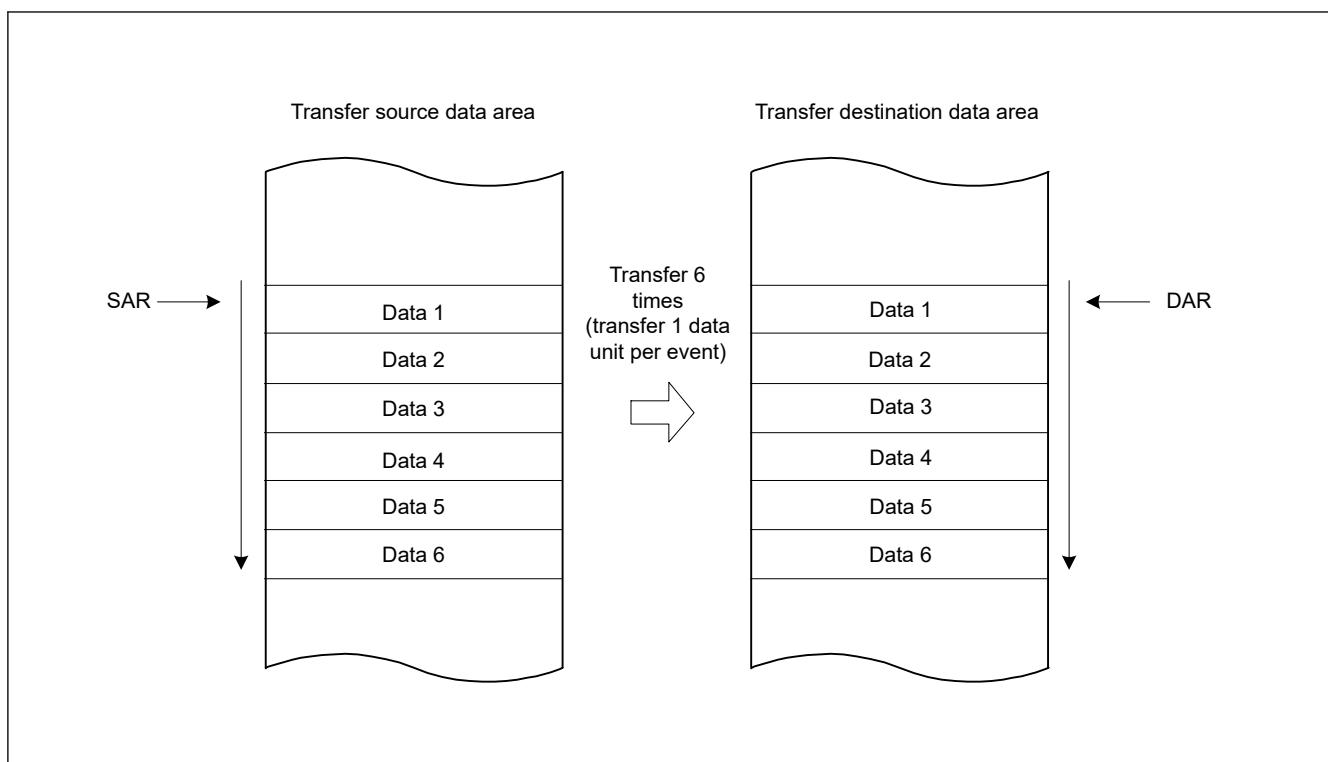 Transfer source data area
Transfer destination data area
SAR
Data 1
Data 2
Data 3
Data 4
Data 5
Data 6
Transfer 6
times
(transfer 1 data
unit per event)
Data 1
Data 2
Data 3
Data 4
Data 5
Data 6
DAR